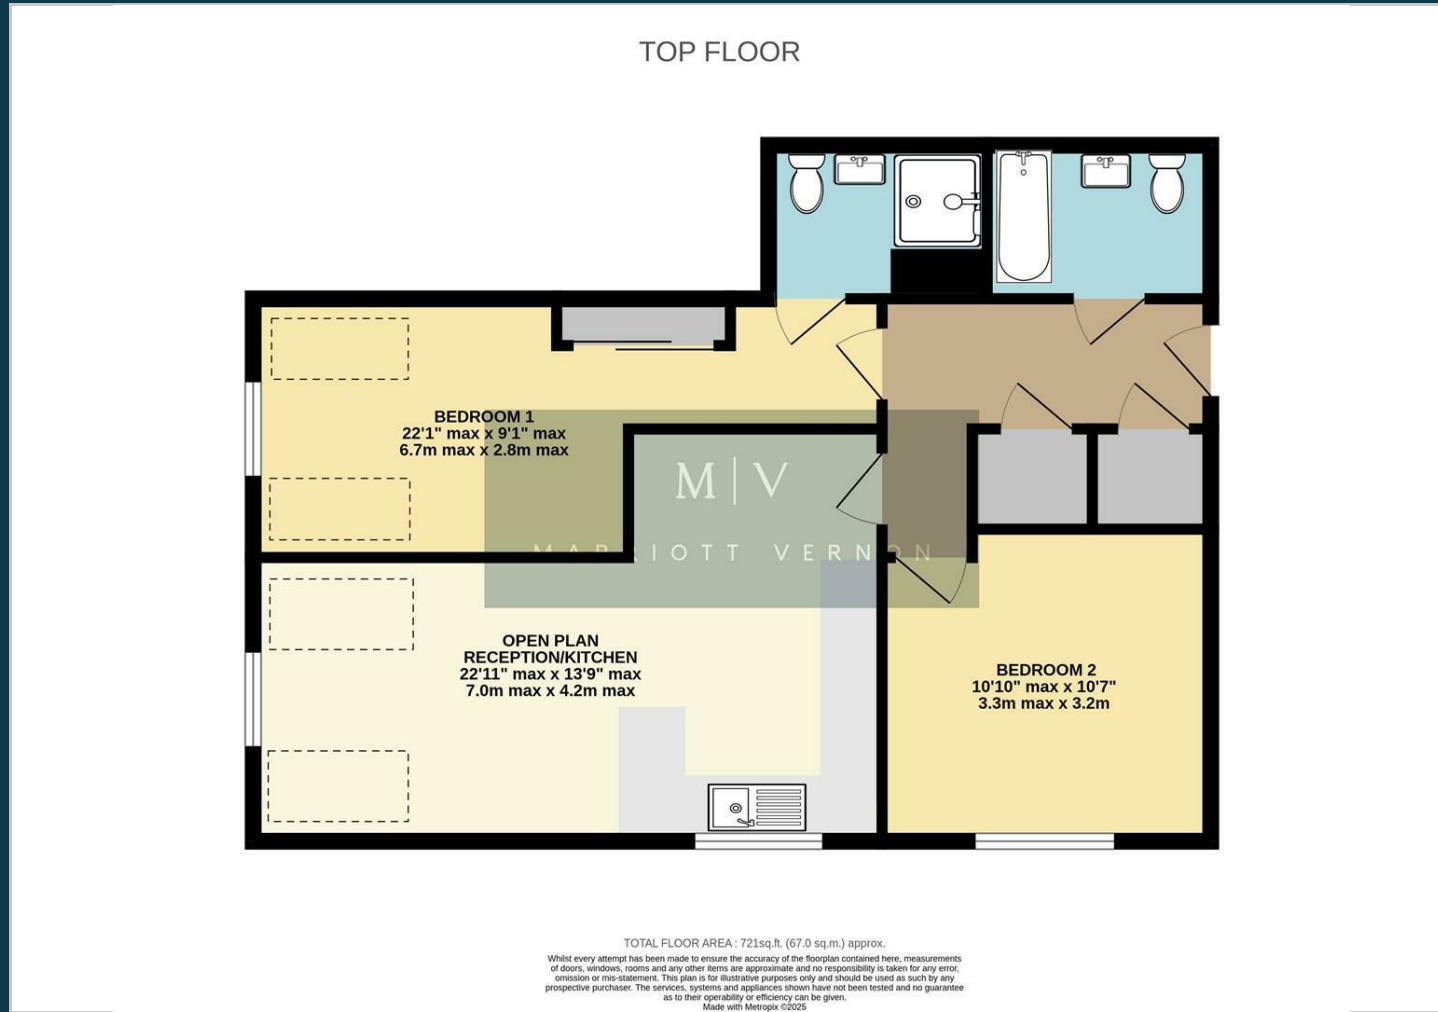 TOP FLOOR
BEDROOM 1
22'1" max x 9'1" max
6.7m max x 2.8m max
M|V
MARRIOTT VERNON
OPEN PLAN
RECEPTION/KITCHEN
22'11" max x 13'9" max
7.0m max x 4.2m max
BEDROOM 2
10'10" max x 10'7"
3.3m max x 3.2m
TOTAL FLOOR AREA : 721sq.ft. (67.0 sq.m.) approx.
Whilst every attempt has been made to ensure the accuracy of the floorplan contained here, measurements
of doors, windows, rooms and any other items are approximate and no responsibility is taken for any error,
omission or mis-statement. This plan is for illustrative purposes only and should be used as such by any
prospective purchaser. The services, systems and appliances shown have not been tested and no guarantee
as to their operability or efficiency can be given.
Made with Metropix ©2025